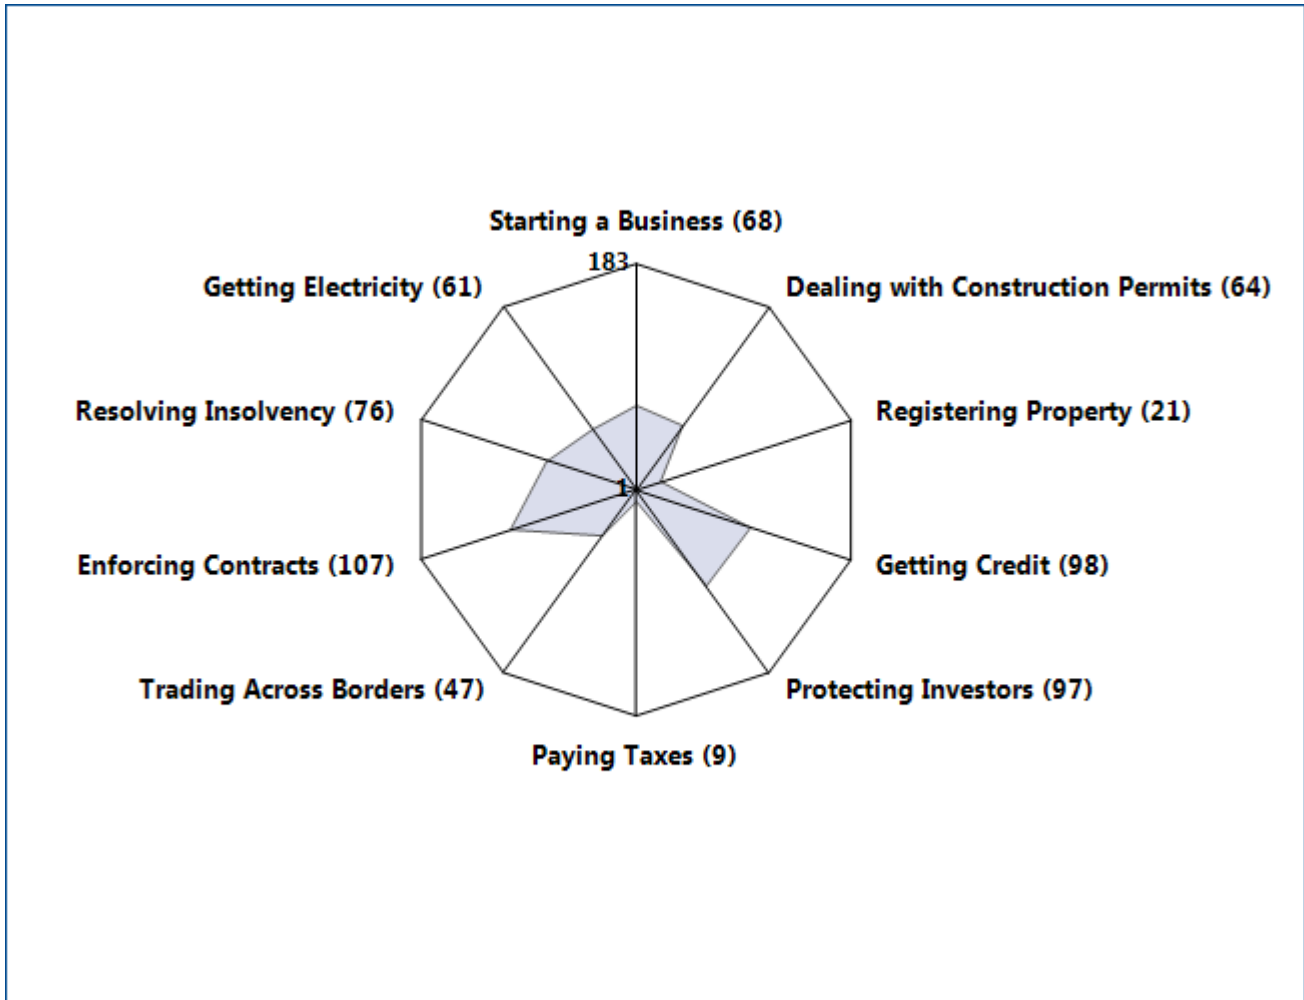 Starting a Business (68)
183
Getting Electricity (61)
Dealing with Construction Permits (64)
Resolving Insolvency (76)
Registering Property (21)
1
Enforcing Contracts (107)
Getting Credit (98)
Trading Across Borders (47)
Protecting Investors (97)
Paying Taxes (9)